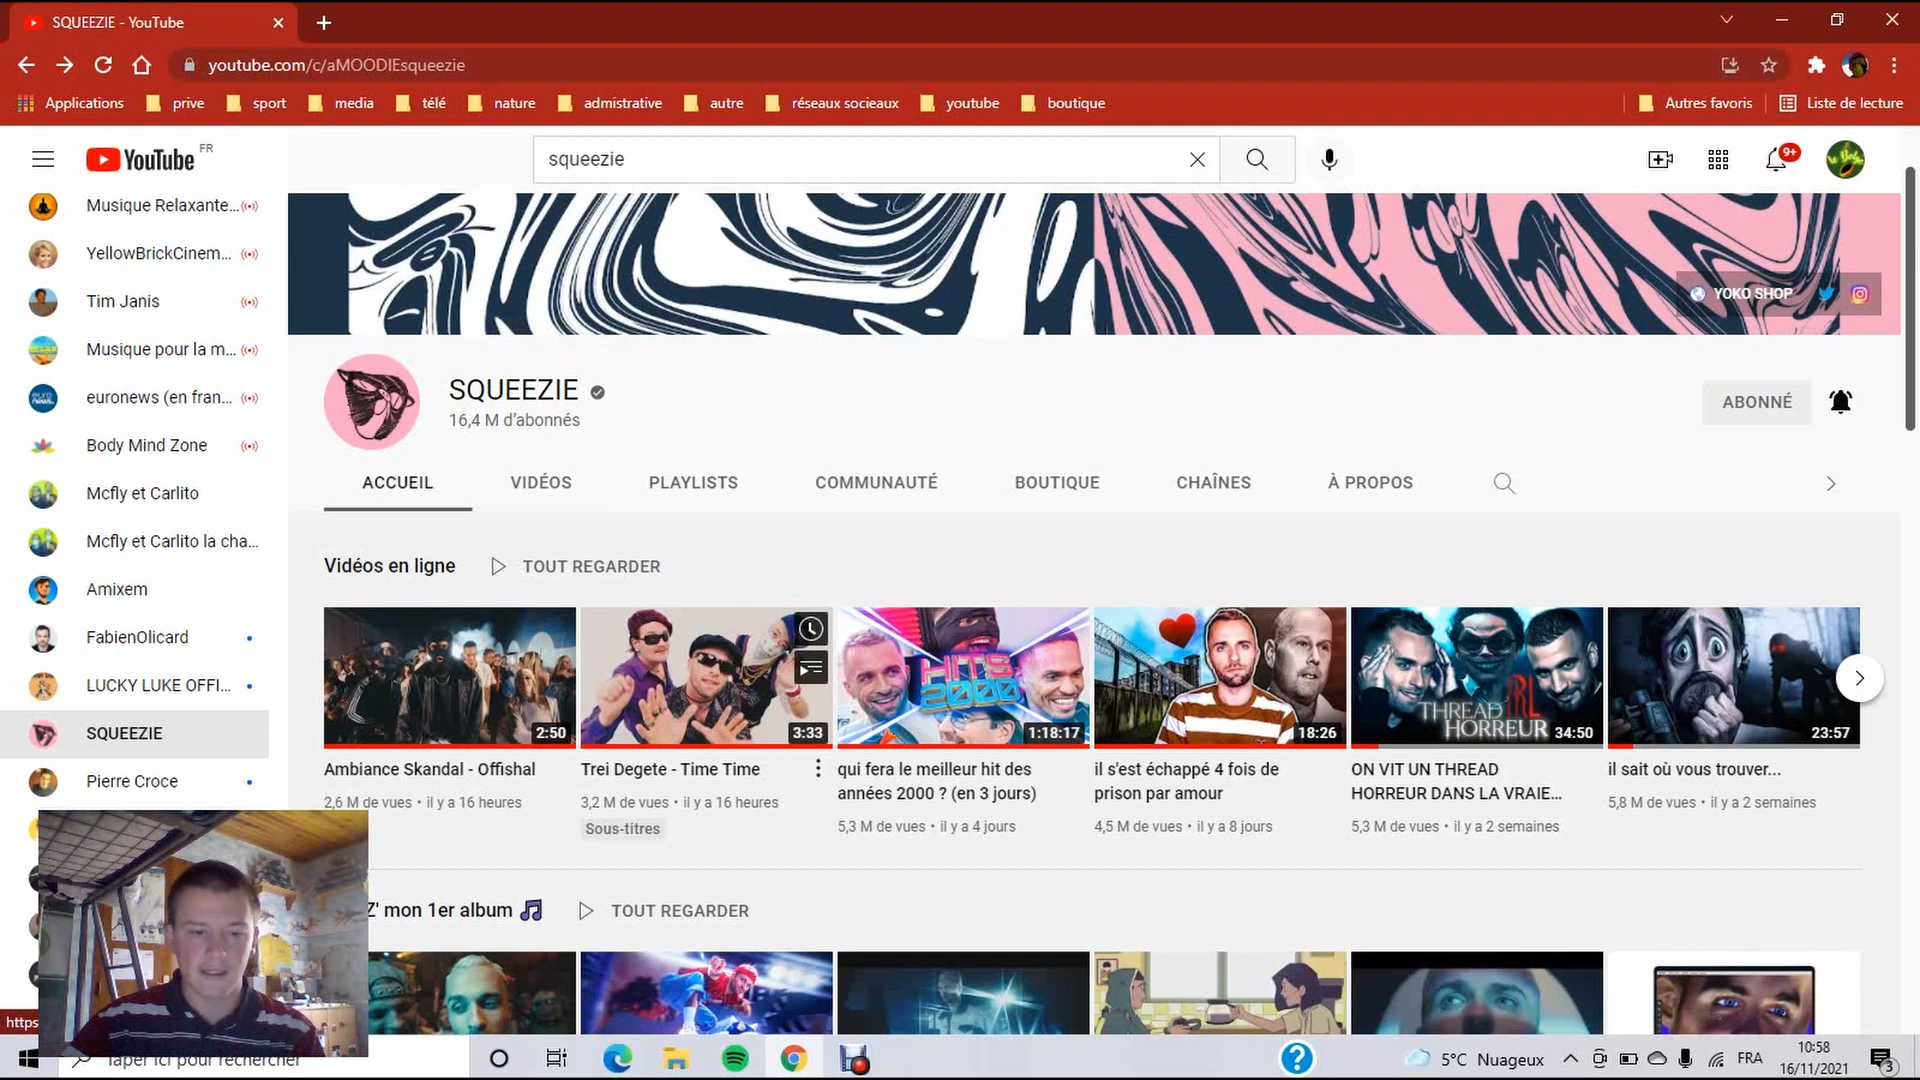 SQUEEZIE - YouTube
youtube.com/c/aMOODIEsqueezie
Applications prive sport media télé nature admistrative autre réseaux socieaux youtube boutique Autres favoris Liste de lecture
YouTube FR
squeezie
9+
Musique Relaxante...
YellowBrickCinem...
Tim Janis
Musique pour la m...
euronews (en fran...
Body Mind Zone
Mcfly et Carlito
Mcfly et Carlito la cha...
Amixem
FabienOlicard
LUCKY LUKE OFFI...
SQUEEZIE
Pierre Croce
YOKO SHOP
SQUEEZIE
16,4 M d’abonnés
ABONNÉ
ACCUEIL VIDÉOS PLAYLISTS COMMUNAUTÉ BOUTIQUE CHAÎNES À PROPOS
Vidéos en ligne TOUT REGARDER
2:50
Ambiance Skandal - Offishal
2,6 M de vues • il y a 16 heures
3:33
Trei Degete - Time Time
3,2 M de vues • il y a 16 heures
Sous-titres
HITS
2000
1:18:17
qui fera le meilleur hit des
années 2000 ? (en 3 jours)
5,3 M de vues • il y a 4 jours
18:26
il s'est échappé 4 fois de
prison par amour
4,5 M de vues • il y a 8 jours
THREAD IRL
HORREUR
34:50
ON VIT UN THREAD
HORREUR DANS LA VRAIE...
5,3 M de vues • il y a 2 semaines
23:57
il sait où vous trouver...
5,8 M de vues • il y a 2 semaines
Z' mon 1er album TOUT REGARDER
https
Taper ici pour rechercher
5°C Nuageux
FRA
10:58
16/11/2021
3